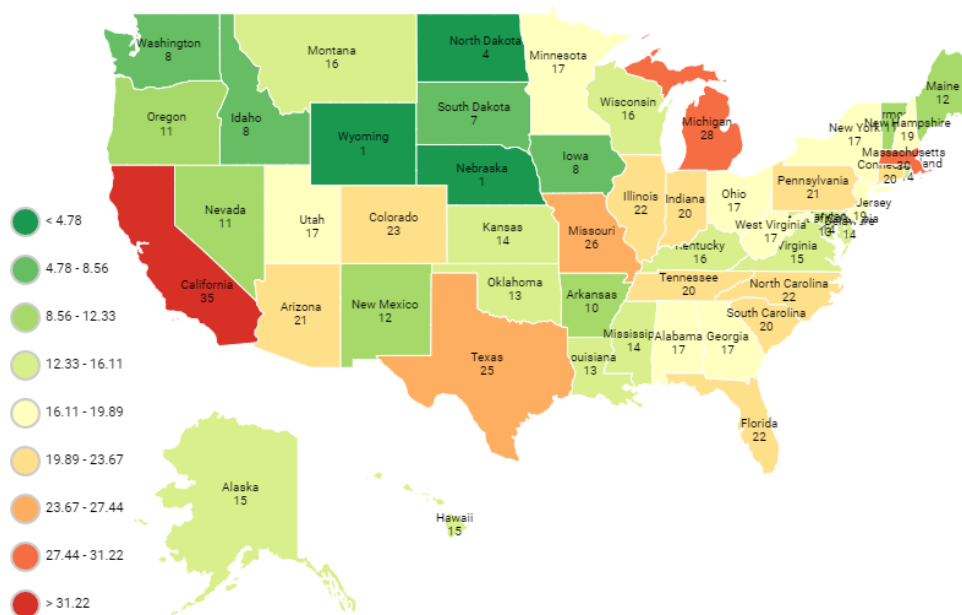 Washington
8
Montana
16
North Dakota
4
Minnesota
17
Maine
12
Oregon
11
Idaho
8
South Dakota
7
Wisconsin
16
Michigan
28
New York
17
New Hampshire
19
Massachusetts
30
Wyoming
1
Nebraska
1
Iowa
8
Pennsylvania
21
20
Jersey
19
Nevada
11
Utah
17
Colorado
23
Kansas
14
Missouri
26
Illinois
22
Indiana
20
Ohio
17
West Virginia
17
Virginia
15
14
Kentucky
16
California
35
Arizona
21
New Mexico
12
Oklahoma
13
Arkansas
10
Tennessee
20
North Carolina
22
South Carolina
20
Texas
25
ouisiana
13
Mississip
14
Alabama
17
Georgia
17
Florida
22
Alaska
15
Hawaii
15
< 4.78
4.78 - 8.56
8.56 - 12.33
12.33 - 16.11
16.11 - 19.89
19.89 - 23.67
23.67 - 27.44
27.44 - 31.22
> 31.22